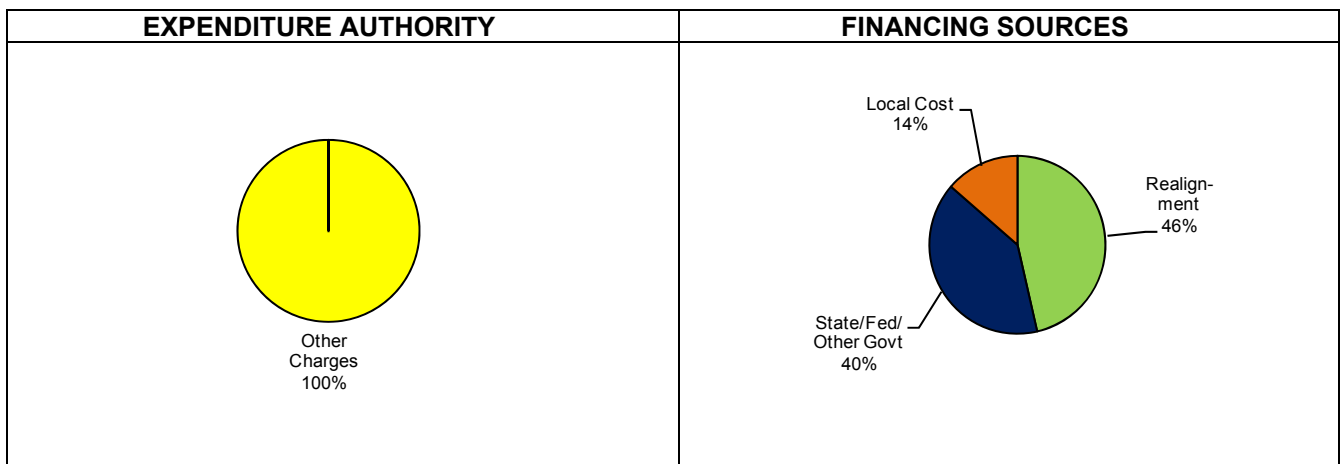 EXPENDITURE AUTHORITY
Other
Charges
100%
FINANCING SOURCES
Local Cost
14%
Realign-
ment
46%
State/Fed/
Other Govt
40%